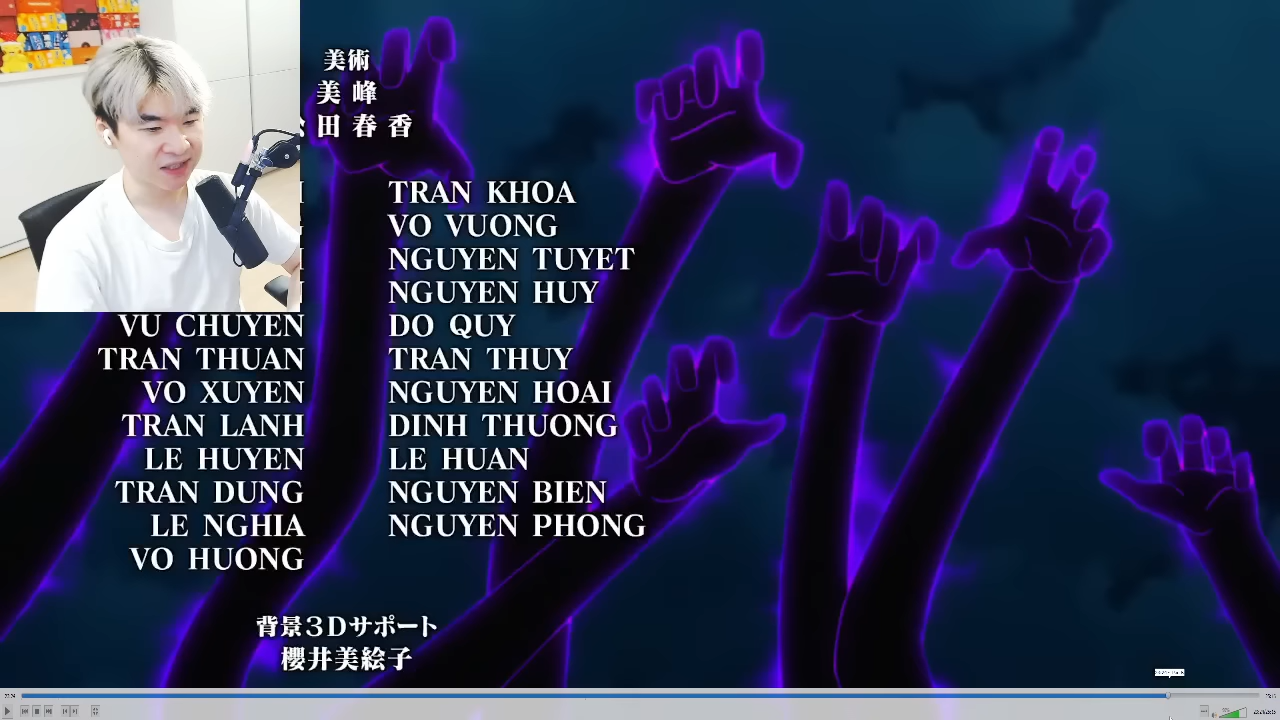 美術
美 峰
田 春 香
TRAN KHOA
VO VUONG
NGUYEN TUYET
NGUYEN HUY
VU CHUYEN DO QUY
TRAN THUAN TRAN THUY
VO XUYEN NGUYEN HOAI
TRAN LANH DINH THUONG
LE HUYEN LE HUAN
TRAN DUNG NGUYEN BIEN
LE NGHIA NGUYEN PHONG
VO HUONG
背景3Dサポート
櫻井美絵子